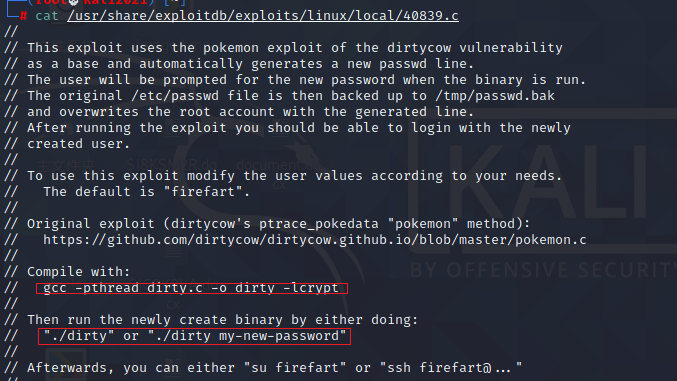 (root💀kali2021) [~]
# cat /usr/share/exploitdb/exploits/linux/local/40839.c
//
// This exploit uses the pokemon exploit of the dirtycow vulnerability
// as a base and automatically generates a new passwd line.
// The user will be prompted for the new password when the binary is run.
// The original /etc/passwd file is then backed up to /tmp/passwd.bak
// and overwrites the root account with the generated line.
// After running the exploit you should be able to login with the newly
// created user.
//
// To use this exploit modify the user values according to your needs.
//   The default is "firefart".
//
// Original exploit (dirtycow's ptrace_pokedata "pokemon" method):
//   https://github.com/dirtycow/dirtycow.github.io/blob/master/pokemon.c
//
// Compile with:
//   gcc -pthread dirty.c -o dirty -lcrypt
//
// Then run the newly create binary by either doing:
//   "./dirty" or "./dirty my-new-password"
//
// Afterwards, you can either "su firefart" or "ssh firefart@..."
//
KALI
BY OFFENSIVE SECURITY